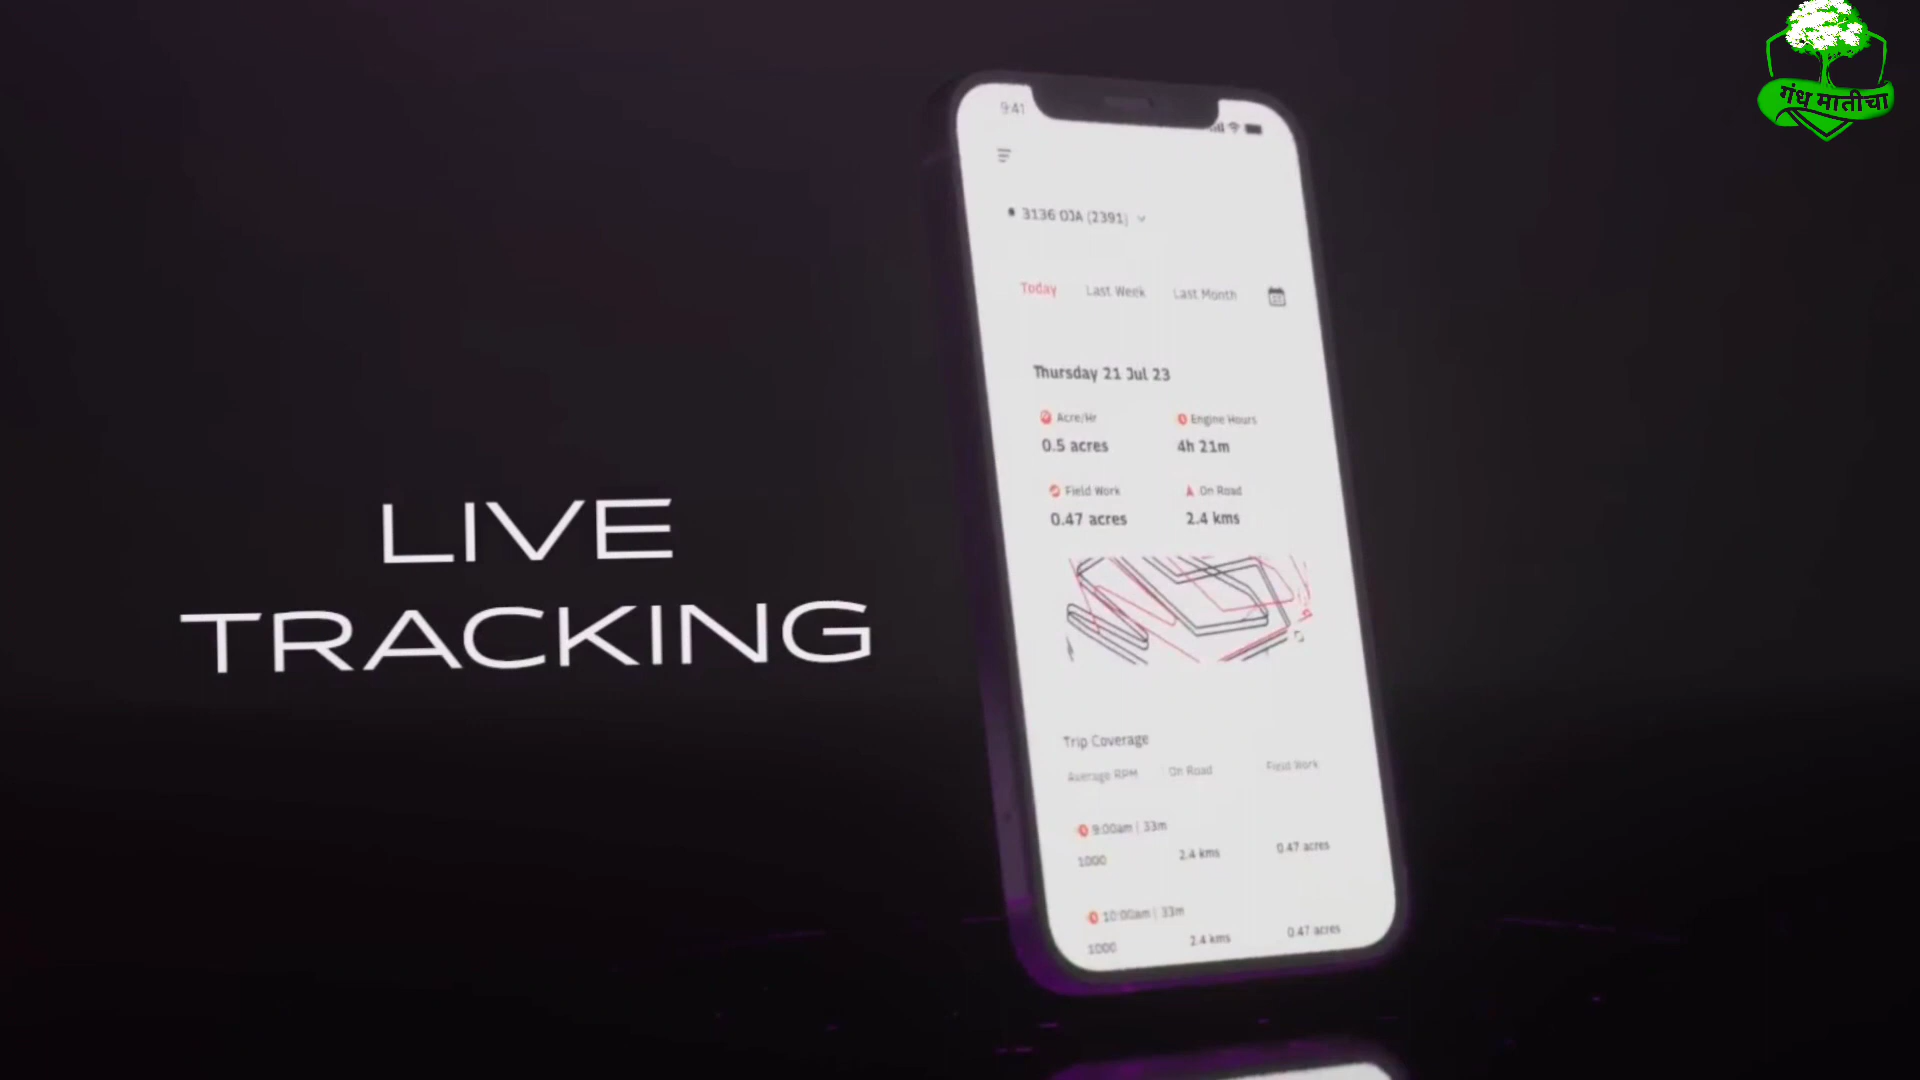 गंध मातीचा
9:41
3136 OJA (2391)
Today Last Week Last Month
Thursday 21 Jul 23
Acre/Hr Engine Hours
0.5 acres 4h 21m
Field Work On Road
0.47 acres 2.4 kms
LIVE
TRACKING
Trip Coverage
Average RPM On Road Field Work
9:00am | 33m
1000 2.4 kms 0.47 acres
10:00am | 33m
1000 2.4 kms 0.47 acres